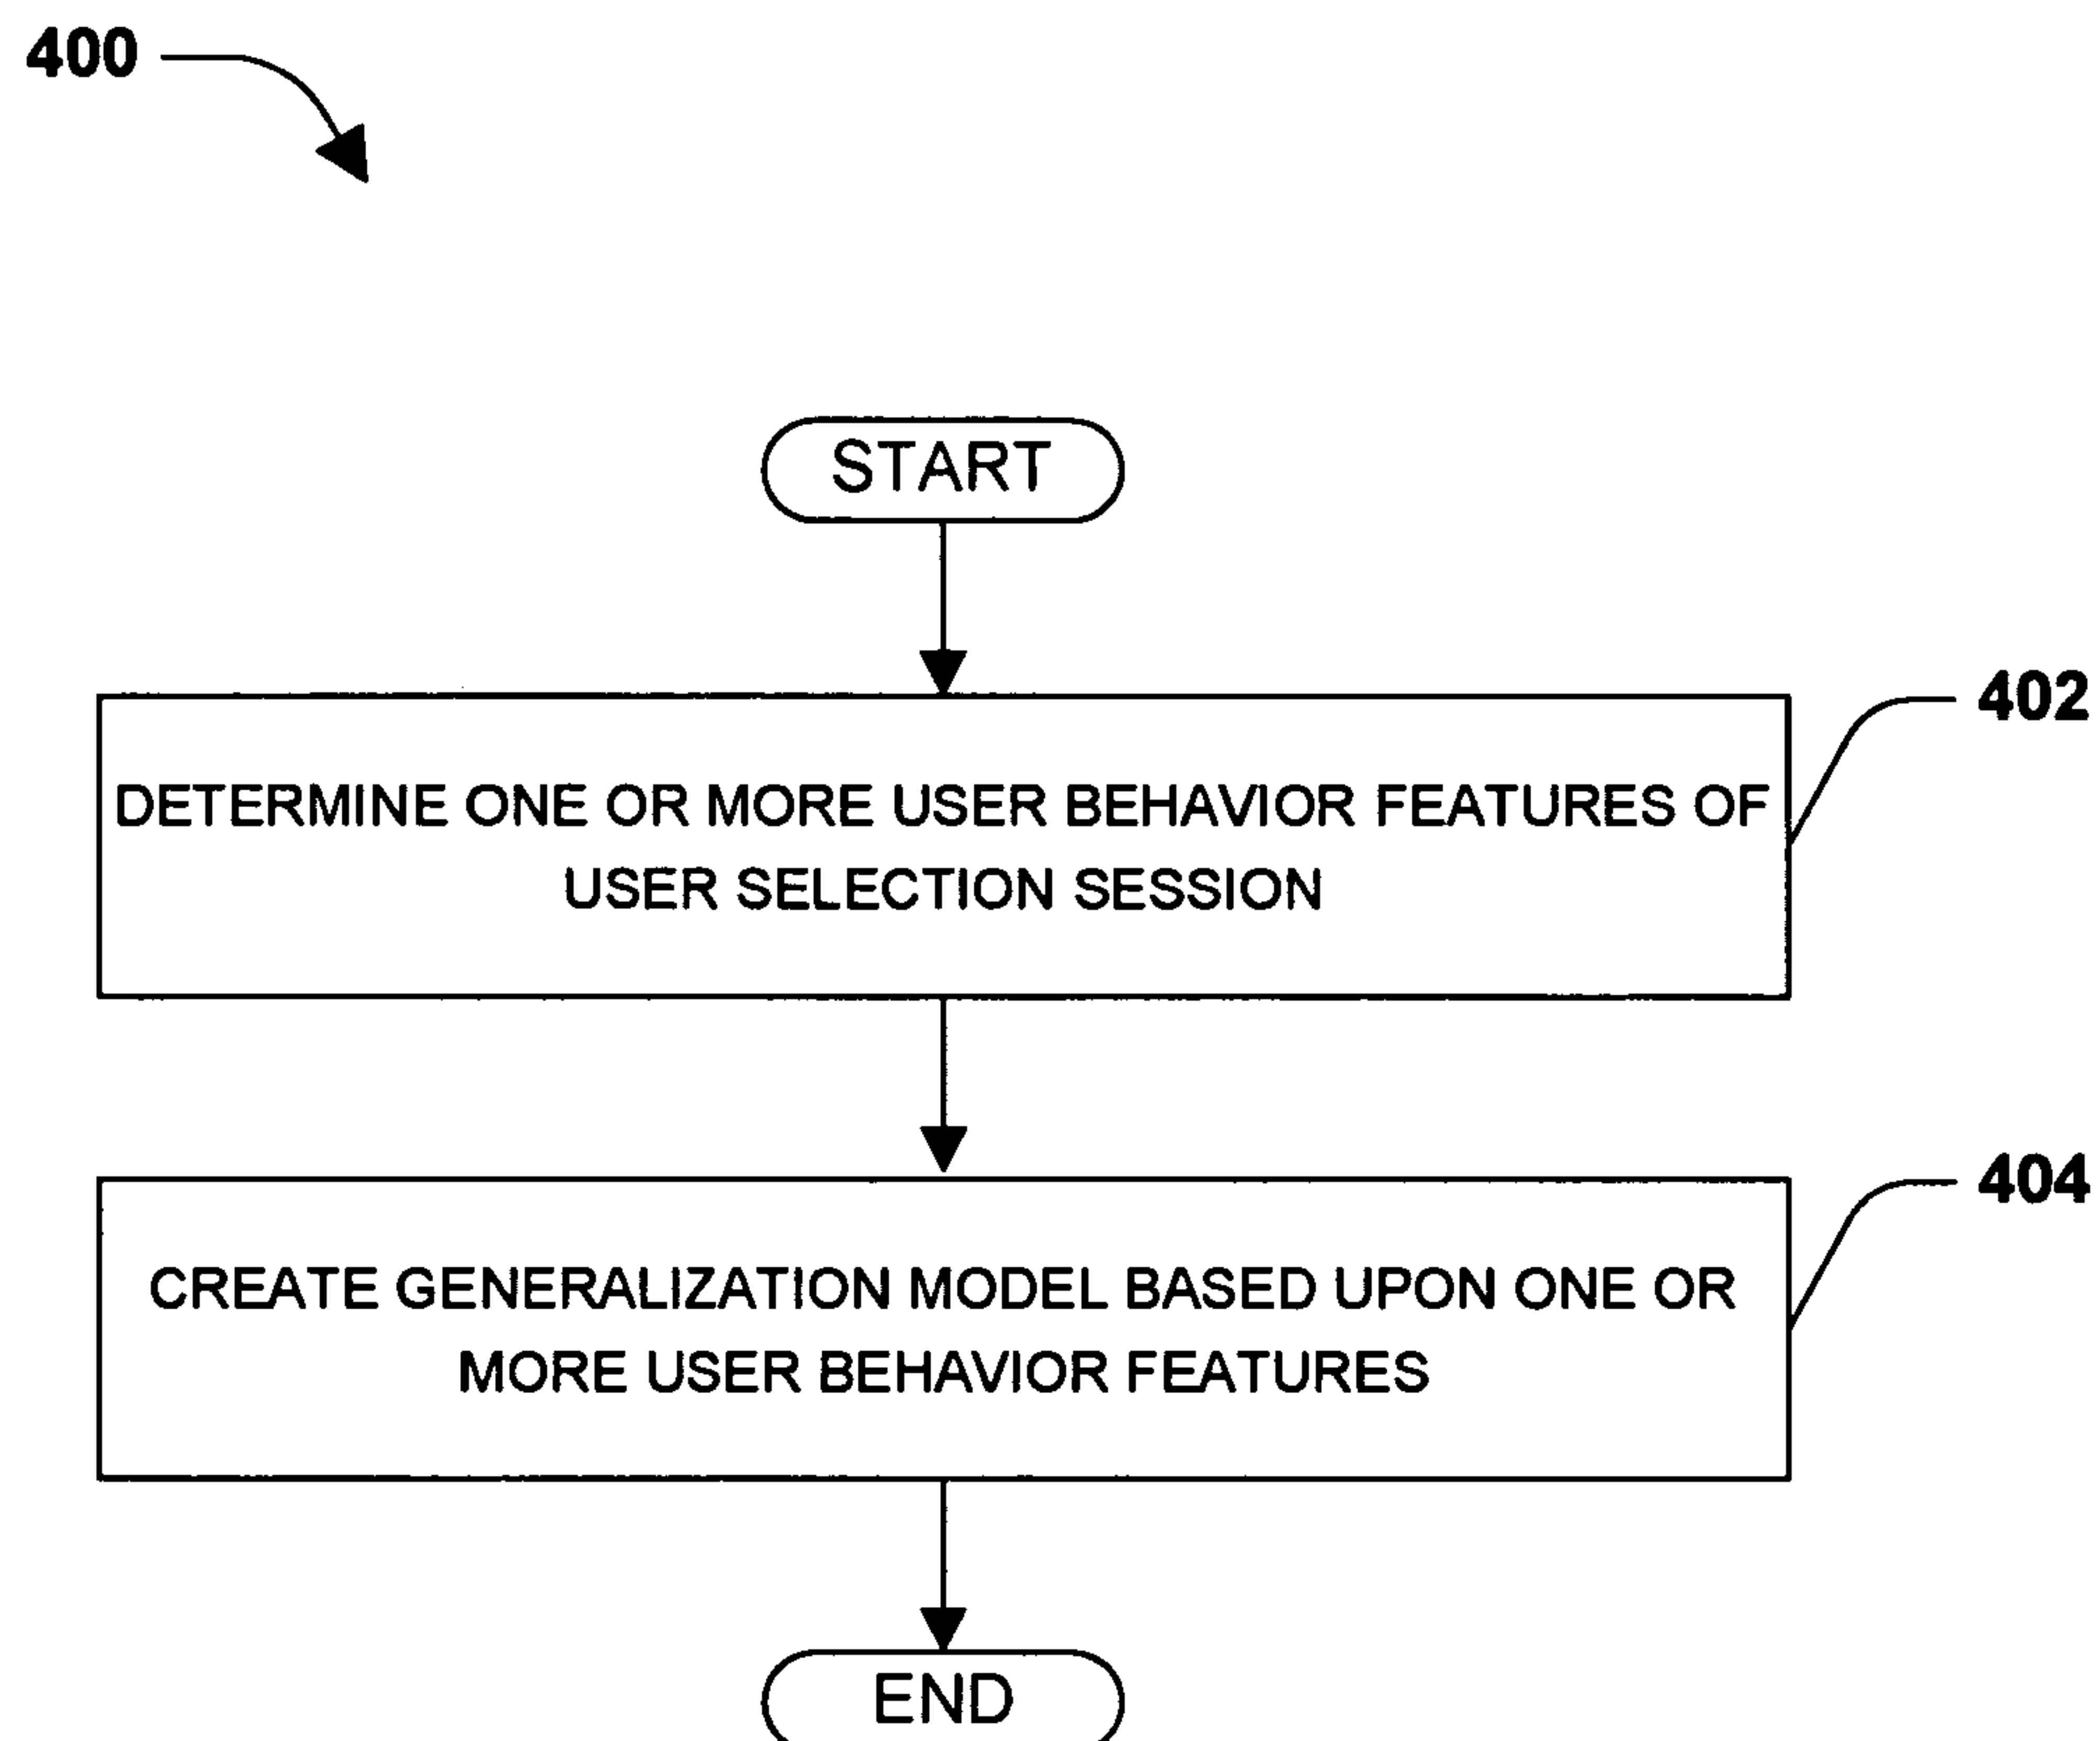 400
START
402
DETERMINE ONE OR MORE USER BEHAVIOR FEATURES OF
USER SELECTION SESSION
404
CREATE GENERALIZATION MODEL BASED UPON ONE OR
MORE USER BEHAVIOR FEATURES
END